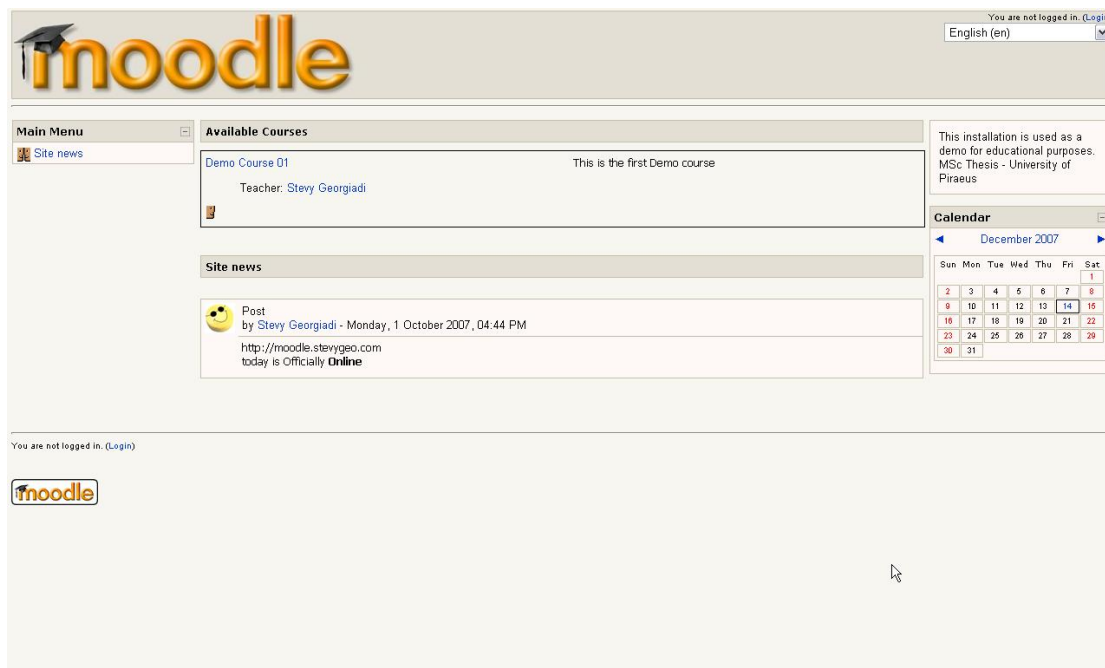 You are not logged in. (Login
English (en)
moodle
Main Menu
Site news
Available Courses
Demo Course 01
This is the first Demo course
Teacher: Stevy Georgiadi
Site news
Post
by Stevy Georgiadi - Monday, 1 October 2007, 04:44 PM
http://moodle.stevygeo.com
today is Officially Online
This installation is used as a
demo for educational purposes.
MSc Thesis - University of
Piraeus
Calendar
December 2007
Sun Mon Tue Wed Thu Fri Sat
1
2 3 4 5 6 7 8
9 10 11 12 13 14 15
16 17 18 19 20 21 22
23 24 25 26 27 28 29
30 31
You are not logged in. (Login)
moodle